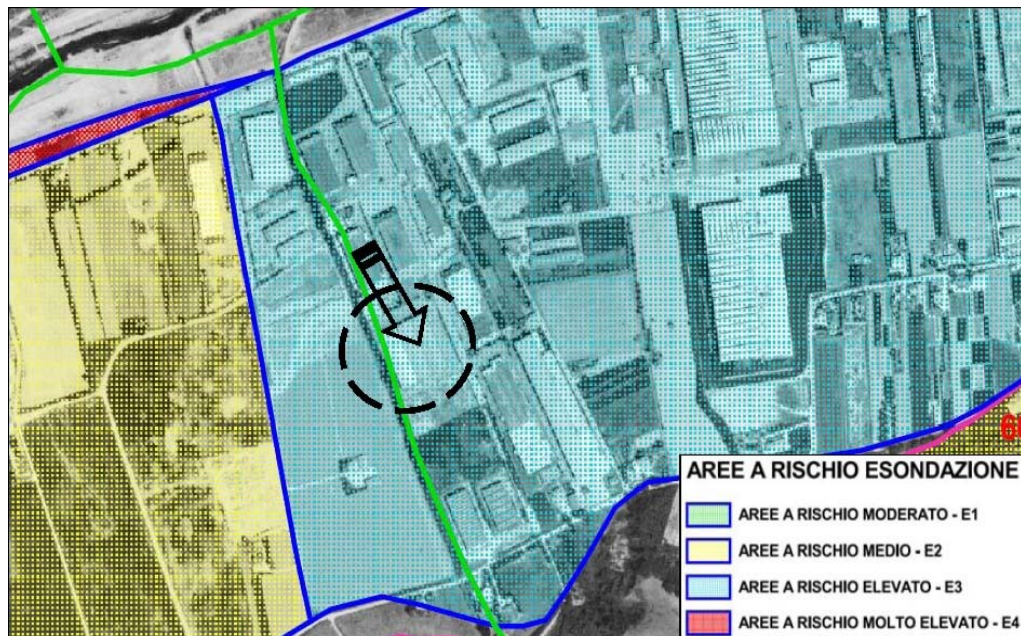 AREE A RISCHIO ESONDAZIONE
AREE A RISCHIO MODERATO - E1
AREE A RISCHIO MEDIO - E2
AREE A RISCHIO ELEVATO - E3
AREE A RISCHIO MOLTO ELEVATO - E4